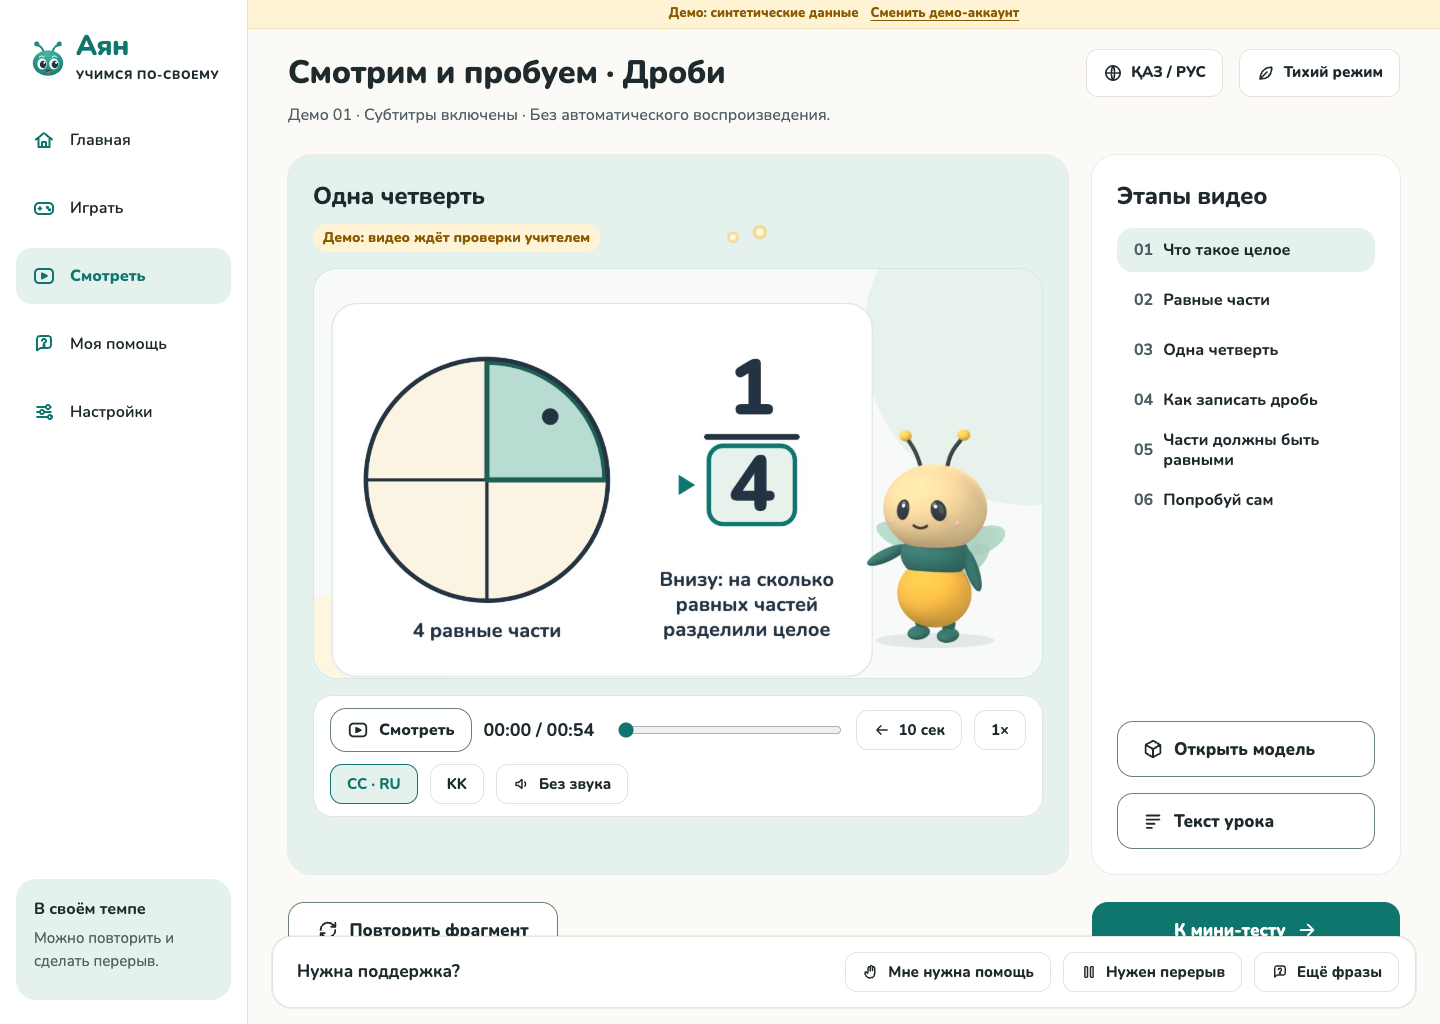 Демо: синтетические данные Сменить демо-аккаунт
Аян
УЧИМСЯ ПО-СВОЕМУ
Главная
Играть
Смотреть
Моя помощь
Настройки
В своём темпе
Можно повторить и
сделать перерыв.
Смотрим и пробуем · Дроби
ҚАЗ / РУС
Тихий режим
Демо 01 · Субтитры включены · Без автоматического воспроизведения.
Одна четверть
Демо: видео ждёт проверки учителем
1
4
4 равные части
Внизу: на сколько
равных частей
разделили целое
Смотреть 00:00 / 00:54 10 сек 1×
CC · RU KK Без звука
Этапы видео
01 Что такое целое
02 Равные части
03 Одна четверть
04 Как записать дробь
05 Части должны быть
равными
06 Попробуй сам
Открыть модель
Текст урока
Повторить фрагмент
К мини-тесту
Нужна поддержка?
Мне нужна помощь
Нужен перерыв
Ещё фразы